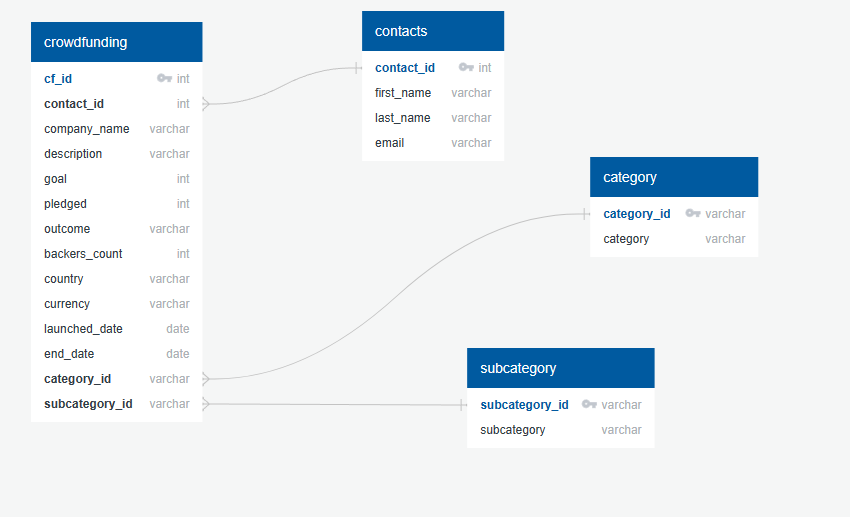 crowdfunding
cf_id int
contact_id int
company_name varchar
description varchar
goal int
pledged int
outcome varchar
backers_count int
country varchar
currency varchar
launched_date date
end_date date
category_id varchar
subcategory_id varchar
contacts
contact_id int
first_name varchar
last_name varchar
email varchar
category
category_id varchar
category varchar
subcategory
subcategory_id varchar
subcategory varchar